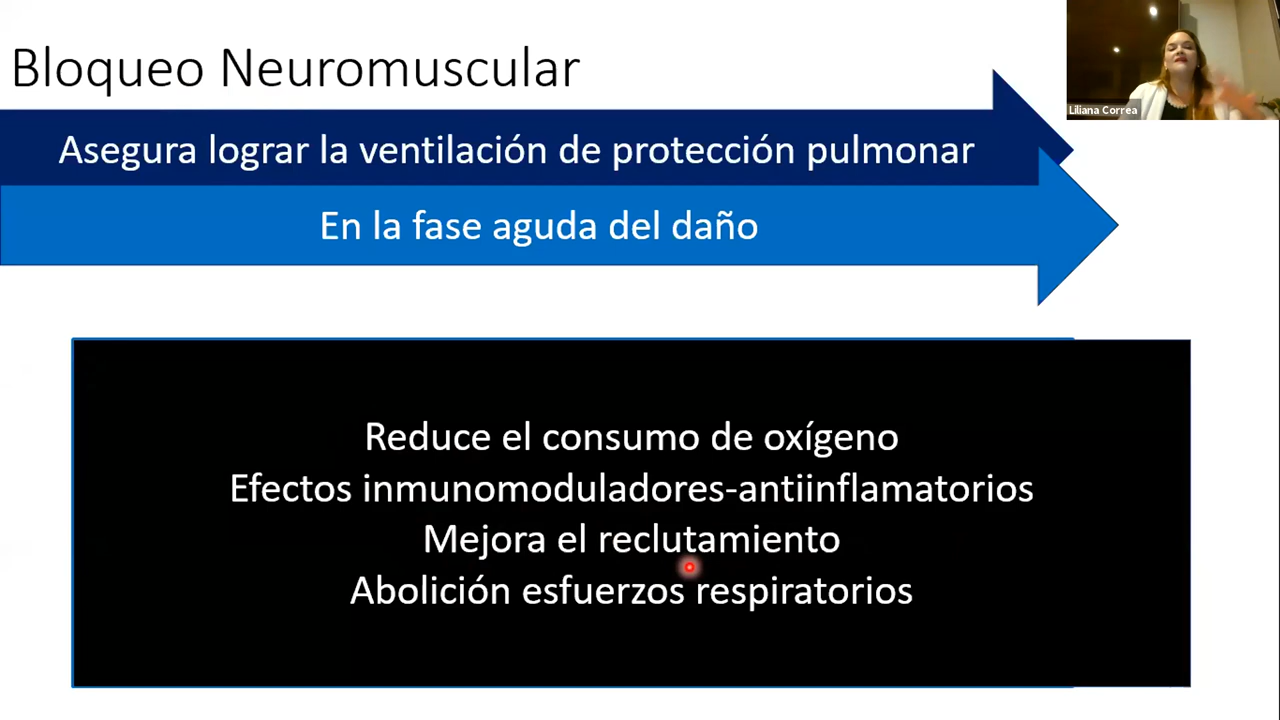 Bloqueo Neuromuscular
Liliana Correa
Asegura lograr la ventilación de protección pulmonar
En la fase aguda del daño
Reduce el consumo de oxígeno
Efectos inmunomoduladores-antiinflamatorios
Mejora el reclutamiento
Abolición esfuerzos respiratorios